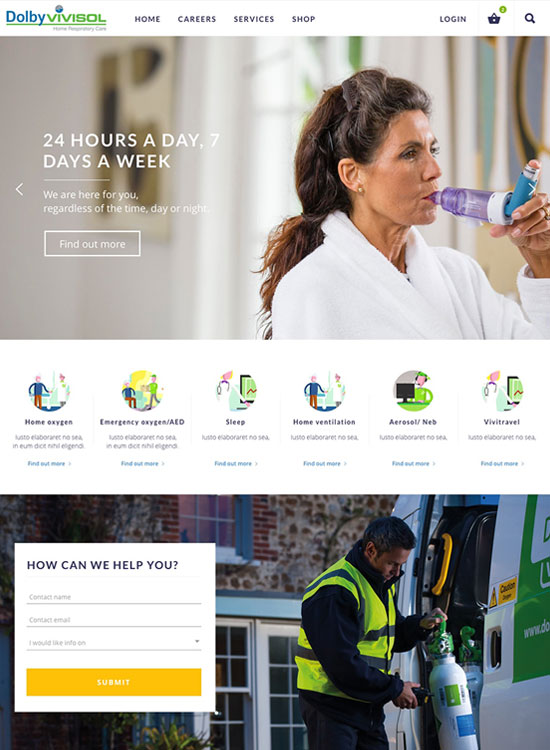 DolbyVIVISOL
Home Respiratory Care
HOME CAREERS SERVICES SHOP LOGIN
24 HOURS A DAY, 7
DAYS A WEEK
We are here for you,
regardless of the time, day or night.
Find out more
Home oxygen
Iusto elaboraret no sea,
in eum dicit nihil eligendi.
Find out more
Emergency oxygen/AED
Iusto elaboraret no sea,
in eum dicit nihil eligendi.
Find out more
Sleep
Iusto elaboraret no sea,
Find out more
Home ventilation
Iusto elaboraret no sea,
Find out more
Aerosol/ Neb
Iusto elaboraret no sea,
Find out more
Vivitravel
Iusto elaboraret no sea,
Find out more
HOW CAN WE HELP YOU?
Contact name
Contact email
I would like info on
SUBMIT
Caution